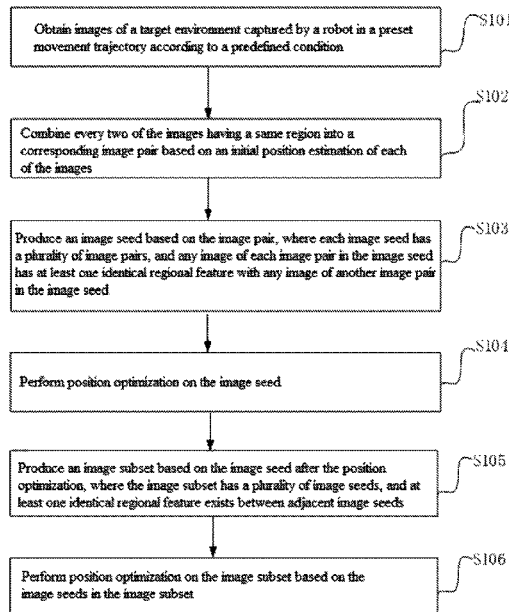 S101
Obtain images of a target environment captured by a robot in a preset
movement trajectory according to a predefined condition
S102
Combine every two of the images having a same region into a
corresponding image pair based on an initial position estimation of each
of the images
S103
Produce an image seed based on the image pair, where each image seed has
a plurality of image pairs, and any image of each image pair in the image seed
has at least one identical regional feature with any image of another image pair
in the image seed
S104
Perform position optimization on the image seed
S105
Produce an image subset based on the image seed after the position
optimization, where the image subset has a plurality of image seeds, and at
least one identical regional feature exists between adjacent image seeds
S106
Perform position optimization on the image subset based on the
image seeds in the image subset